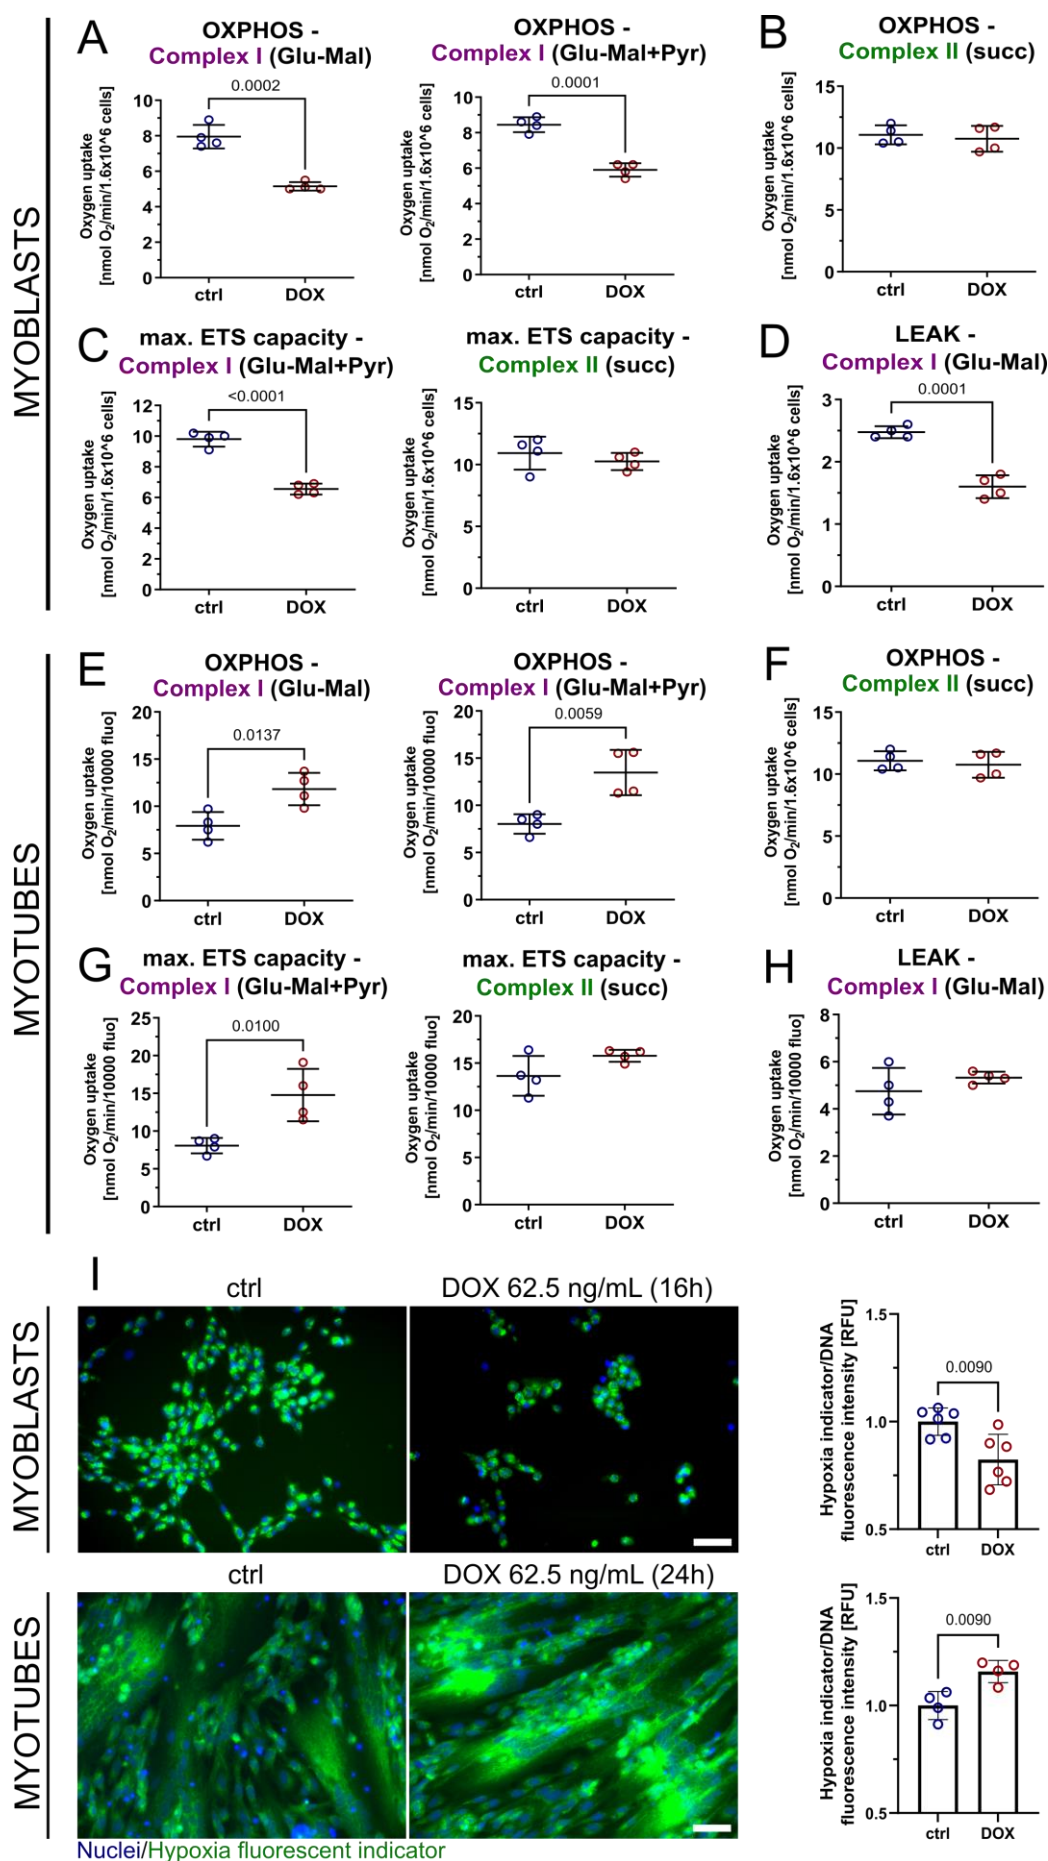 MYOBLASTS
A
OXPHOS -
Complex I (Glu-Mal)
0.0002
Oxygen uptake
[nmol O2/min/1.6x10^6 cells]
10
8
6
4
2
0
ctrl
DOX
OXPHOS -
Complex I (Glu-Mal+Pyr)
0.0001
Oxygen uptake
[nmol O2/min/1.6x10^6 cells]
10
8
6
4
2
0
ctrl
DOX
B
OXPHOS -
Complex II (succ)
Oxygen uptake
[nmol O2/min/1.6x10^6 cells]
15
10
5
0
ctrl
DOX
C
max. ETS capacity -
Complex I (Glu-Mal+Pyr)
<0.0001
Oxygen uptake
[nmol O2/min/1.6x10^6 cells]
12
10
8
6
4
2
0
ctrl
DOX
max. ETS capacity -
Complex II (succ)
Oxygen uptake
[nmol O2/min/1.6x10^6 cells]
15
10
5
0
ctrl
DOX
D
LEAK -
Complex I (Glu-Mal)
0.0001
Oxygen uptake
[nmol O2/min/1.6x10^6 cells]
3
2
1
0
ctrl
DOX
MYOTUBES
E
OXPHOS -
Complex I (Glu-Mal)
0.0137
Oxygen uptake
[nmol O2/min/10000 fluo]
20
15
10
5
0
ctrl
DOX
OXPHOS -
Complex I (Glu-Mal+Pyr)
0.0059
Oxygen uptake
[nmol O2/min/10000 fluo]
20
15
10
5
0
ctrl
DOX
F
OXPHOS -
Complex II (succ)
Oxygen uptake
[nmol O2/min/1.6x10^6 cells]
15
10
5
0
ctrl
DOX
G
max. ETS capacity -
Complex I (Glu-Mal+Pyr)
0.0100
Oxygen uptake
[nmol O2/min/10000 fluo]
25
20
15
10
5
0
ctrl
DOX
max. ETS capacity -
Complex II (succ)
Oxygen uptake
[nmol O2/min/10000 fluo]
20
15
10
5
0
ctrl
DOX
H
LEAK -
Complex I (Glu-Mal)
Oxygen uptake
[nmol O2/min/10000 fluo]
8
6
4
2
0
ctrl
DOX
I
MYOBLASTS
ctrl
DOX 62.5 ng/mL (16h)
Hypoxia indicator/DNA
fluorescence intensity [RFU]
1.5
1.0
0.5
0.0090
ctrl
DOX
MYOTUBES
ctrl
DOX 62.5 ng/mL (24h)
Hypoxia indicator/DNA
fluorescence intensity [RFU]
1.5
1.0
0.5
0.0090
ctrl
DOX
Nuclei/Hypoxia fluorescent indicator